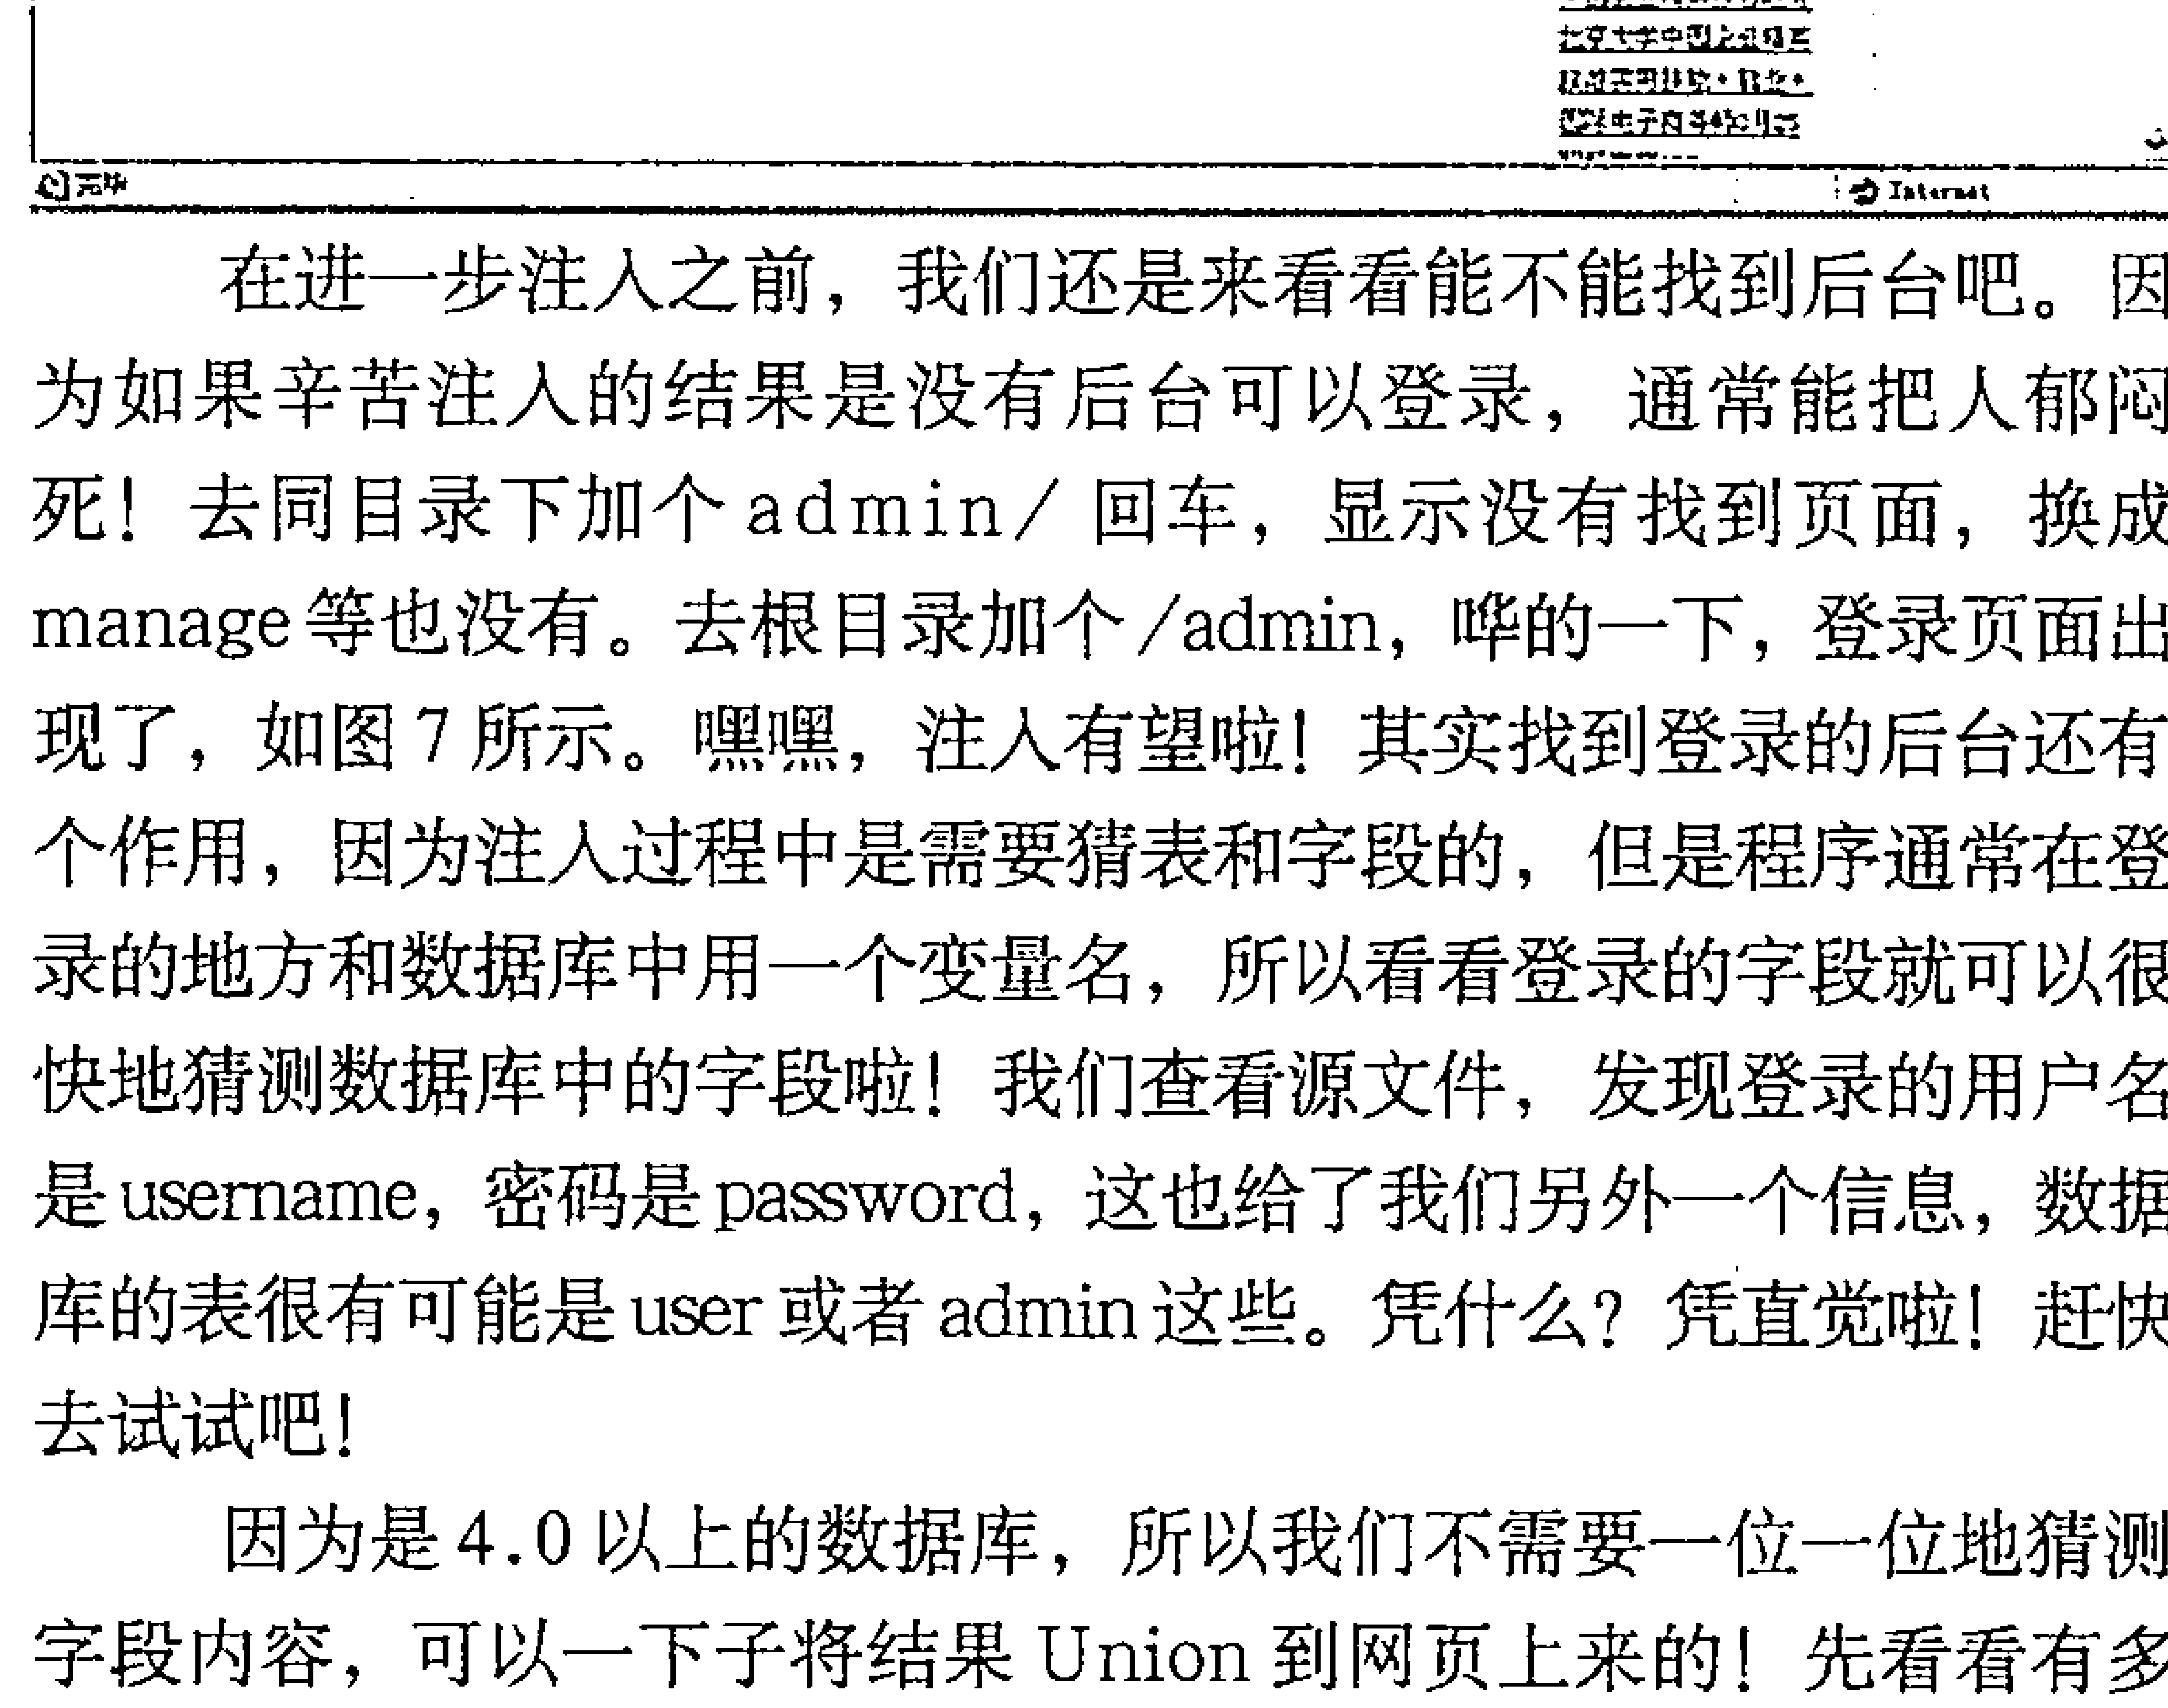 完毕
Internet
在进一步注入之前，我们还是来看看能不能找到后台吧。因
为如果辛苦注入的结果是没有后台可以登录，通常能把人郁闷
死！去同目录下加个admin/回车，显示没有找到页面，换成
manage等也没有。去根目录加个/admin，哗的一下，登录页面出
现了，如图7所示。嘿嘿，注入有望啦！其实找到登录的后台还有
个作用，因为注入过程中是需要猜表和字段的，但是程序通常在登
录的地方和数据库中用一个变量名，所以看看登录的字段就可以很
快地猜测数据库中的字段啦！我们查看源文件，发现登录的用户名
是username，密码是password，这也给了我们另外一个信息，数据
库的表很有可能是user或者admin这些。凭什么？凭直觉啦！赶快
去试试吧！
因为是4.0以上的数据库，所以我们不需要一位一位地猜测
字段内容，可以一下子将结果Union到网页上来的！先看看有多